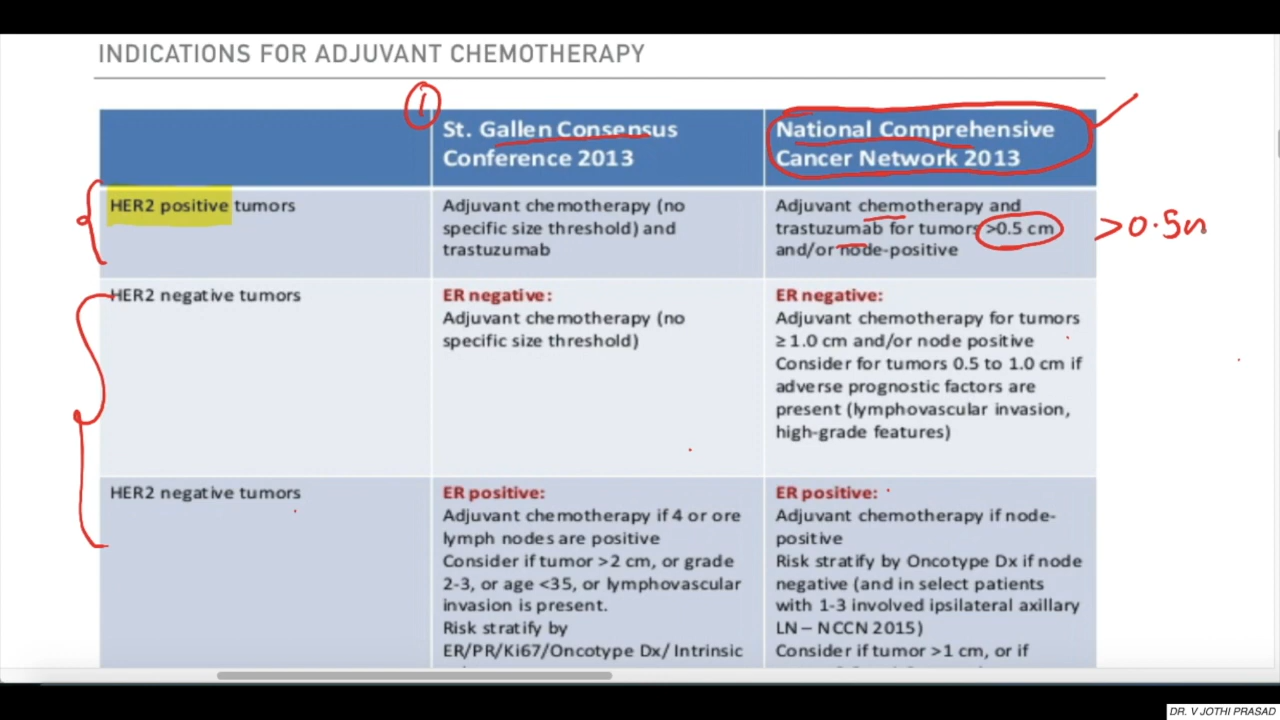 INDICATIONS FOR ADJUVANT CHEMOTHERAPY
1
St. Gallen Consensus
Conference 2013
National Comprehensive
Cancer Network 2013
HER2 positive tumors
Adjuvant chemotherapy (no
specific size threshold) and
trastuzumab
Adjuvant chemotherapy and
trastuzumab for tumors >0.5 cm
and/or node-positive
>0.5
HER2 negative tumors
ER negative:
Adjuvant chemotherapy (no
specific size threshold)
ER negative:
Adjuvant chemotherapy for tumors
≥ 1.0 cm and/or node positive
Consider for tumors 0.5 to 1.0 cm if
adverse prognostic factors are
present (lymphovascular invasion,
high-grade features)
HER2 negative tumors
ER positive:
Adjuvant chemotherapy if 4 or ore
lymph nodes are positive
Consider if tumor >2 cm, or grade
2-3, or age <35, or lymphovascular
invasion is present.
Risk stratify by
ER/PR/Ki67/Oncotype Dx/ Intrinsic
ER positive:
Adjuvant chemotherapy if node-
positive
Risk stratify by Oncotype Dx if node
negative (and in select patients
with 1-3 involved ipsilateral axillary
LN – NCCN 2015)
Consider if tumor >1 cm, or if
DR. V JOTHI PRASAD